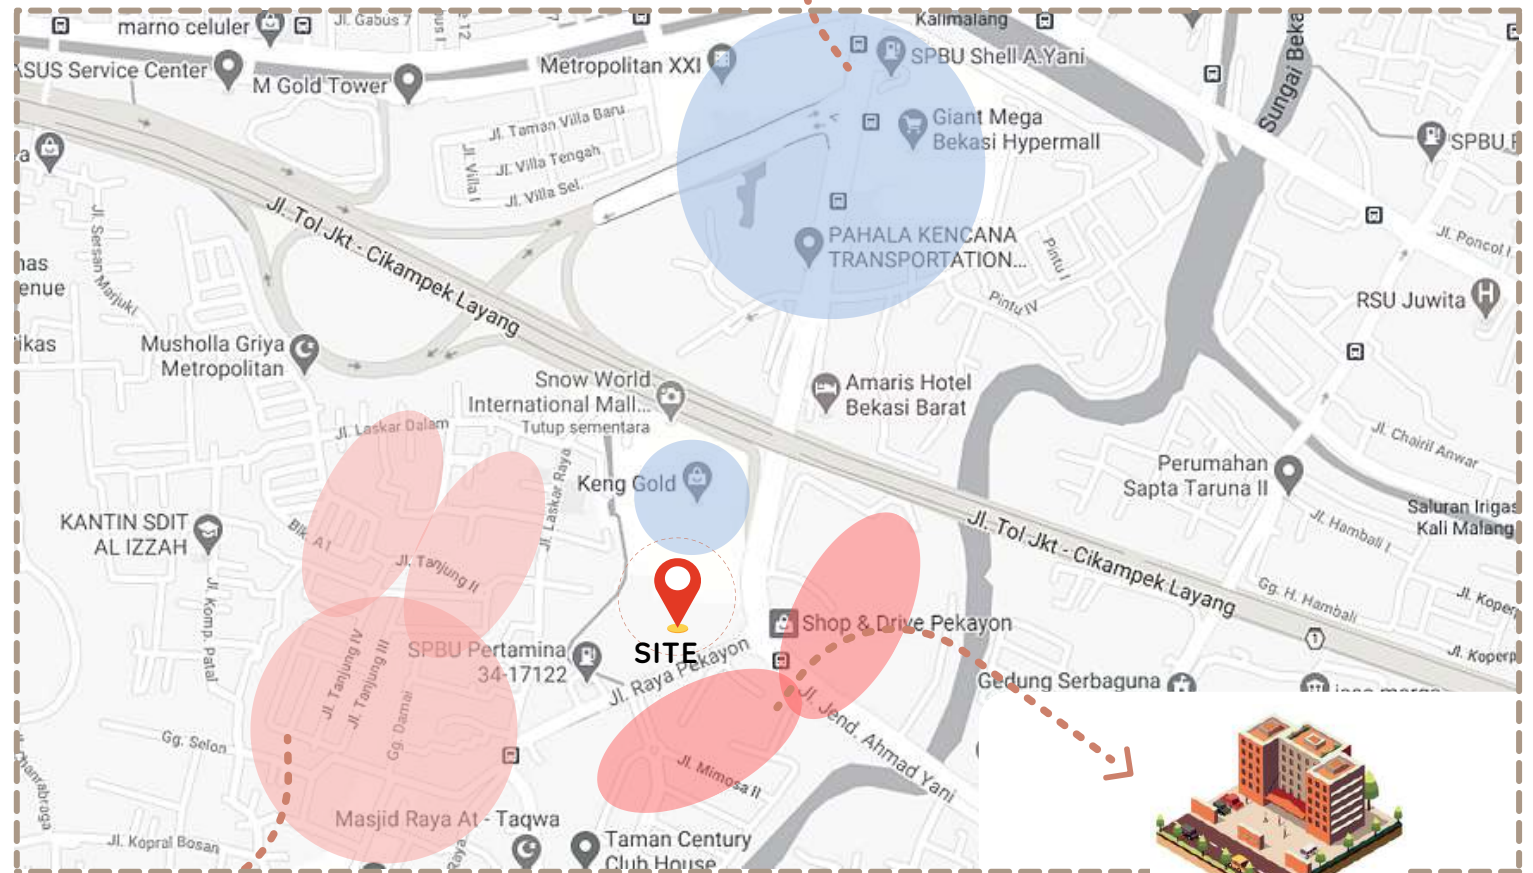 marno celuler
Jl. Gabus 7
Kalimalang
ASUS Service Center
M Gold Tower
Metropolitan XXI
SPBU Shell A.Yani
Sungai Beka
Jl. Taman Villa Baru
Giant Mega
Bekasi Hypermall
SPBU
Jl. Villa I
Jl. Villa Tengah
Jl. Villa Sel.
Jl. Tol Jkt - Cikampek Layang
Jl. Sersan Marjuki
PAHALA KENCANA
TRANSPORTATION...
Pintu I
Pintu IV
Jl. Poncol I
enue
RSU Juwita
H
ikas
Musholla Griya
Metropolitan
Snow World
International Mall...
Tutup sementara
Amaris Hotel
Bekasi Barat
Jl. Laskar Dalam
Jl. Laskar Raya
Keng Gold
Jl. Chairil Anwar
Perumahan
Sapta Taruna II
KANTIN SDIT
AL IZZAH
Blk. A1
Jl. Tanjung II
Saluran Irigas
Kali Malang
Jl. Hambali I
Jl. Tol Jkt - Cikampek Layang
Jl. Komp. Patal
Gg. H. Hambali
Jl. Koper
Shop & Drive Pekayon
1
SITE
SPBU Pertamina
34-17122
Jl. Raya Pekayon
Jl. Koperp
Jl. Tanjung IV
Jl. Tanjung III
Gg. Damai
Gedung Serbaguna
Jl. Jend. Ahmad Yani
Gg. Selon
Jl. Mimosa II
Masjid Raya At - Taqwa
Jl. Kopral Bosan
Raya
Taman Century
Club House